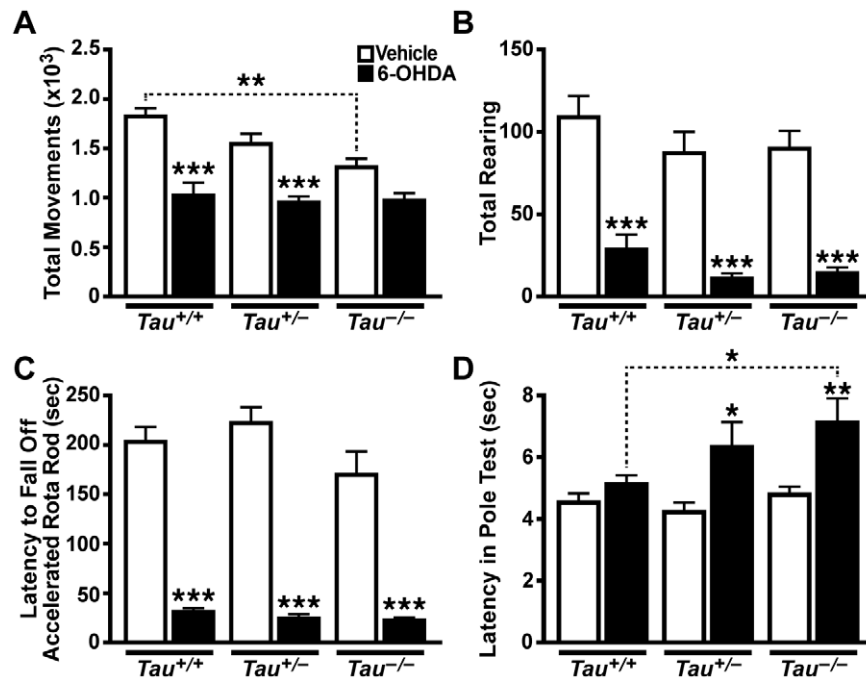 A
Total Movements (x10³)
2.5
2.0
1.5
1.0
0.5
0
Vehicle
6-OHDA
**
***
***
Tau+/+
Tau+/−
Tau−/−
B
Total Rearing
150
100
50
0
***
***
***
Tau+/+
Tau+/−
Tau−/−
C
Latency to Fall Off
Accelerated Rota Rod (sec)
250
200
150
100
50
0
***
***
***
Tau+/+
Tau+/−
Tau−/−
D
Latency in Pole Test (sec)
8
6
4
2
0
*
*
**
Tau+/+
Tau+/−
Tau−/−